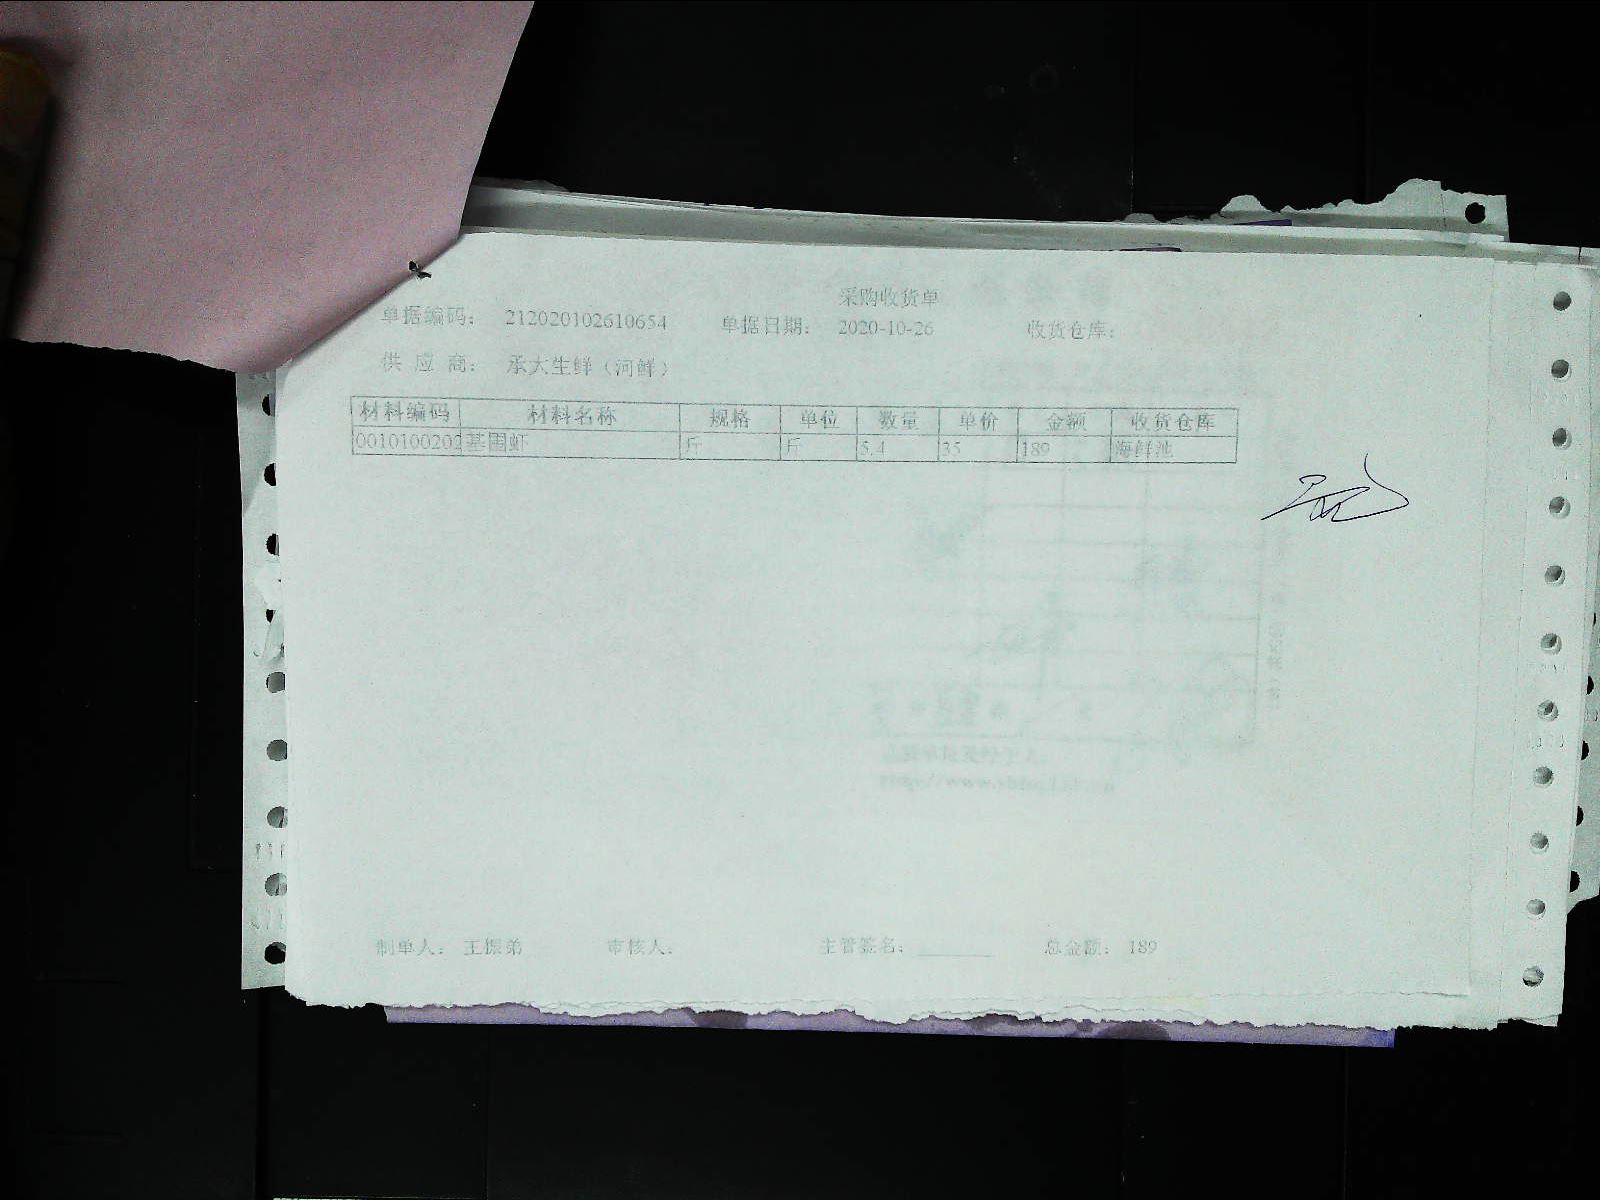 采购收货单
单据编码: 212020102610654 单据日期: 2020-10-26 收货仓库:
供 应 商: 承大生鲜（河鲜）
材料编码 材料名称 规格 单位 数量 单价 金额 收货仓库
0010100202 基围虾 斤 斤 5.4 35 189 海鲜池
制单人: 王振弟 审核人: 主管签名: 总金额: 189